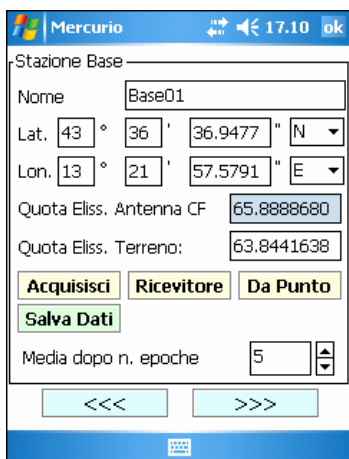 Mercurio 17.10 ok
Stazione Base
Nome Base01
Lat. 43 ° 36 ' 36.9477 " N
Lon. 13 ° 21 ' 57.5791 " E
Quota Eliss. Antenna CF 65.8888680
Quota Eliss. Terreno: 63.8441638
Acquisisci Ricevitore Da Punto
Salva Dati
Media dopo n. epoche 5
<<< >>>